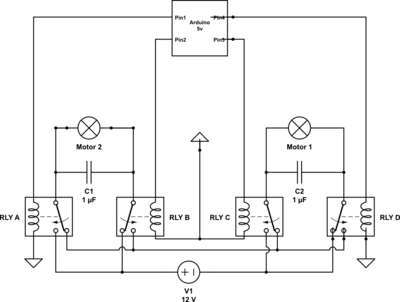 Pin1
Arduino
Pin4
5v
Pin2
Pin3
Motor 2
Motor 1
C1
1 µF
C2
1 µF
RLY A
RLY B
RLY C
RLY D
V1
12 V